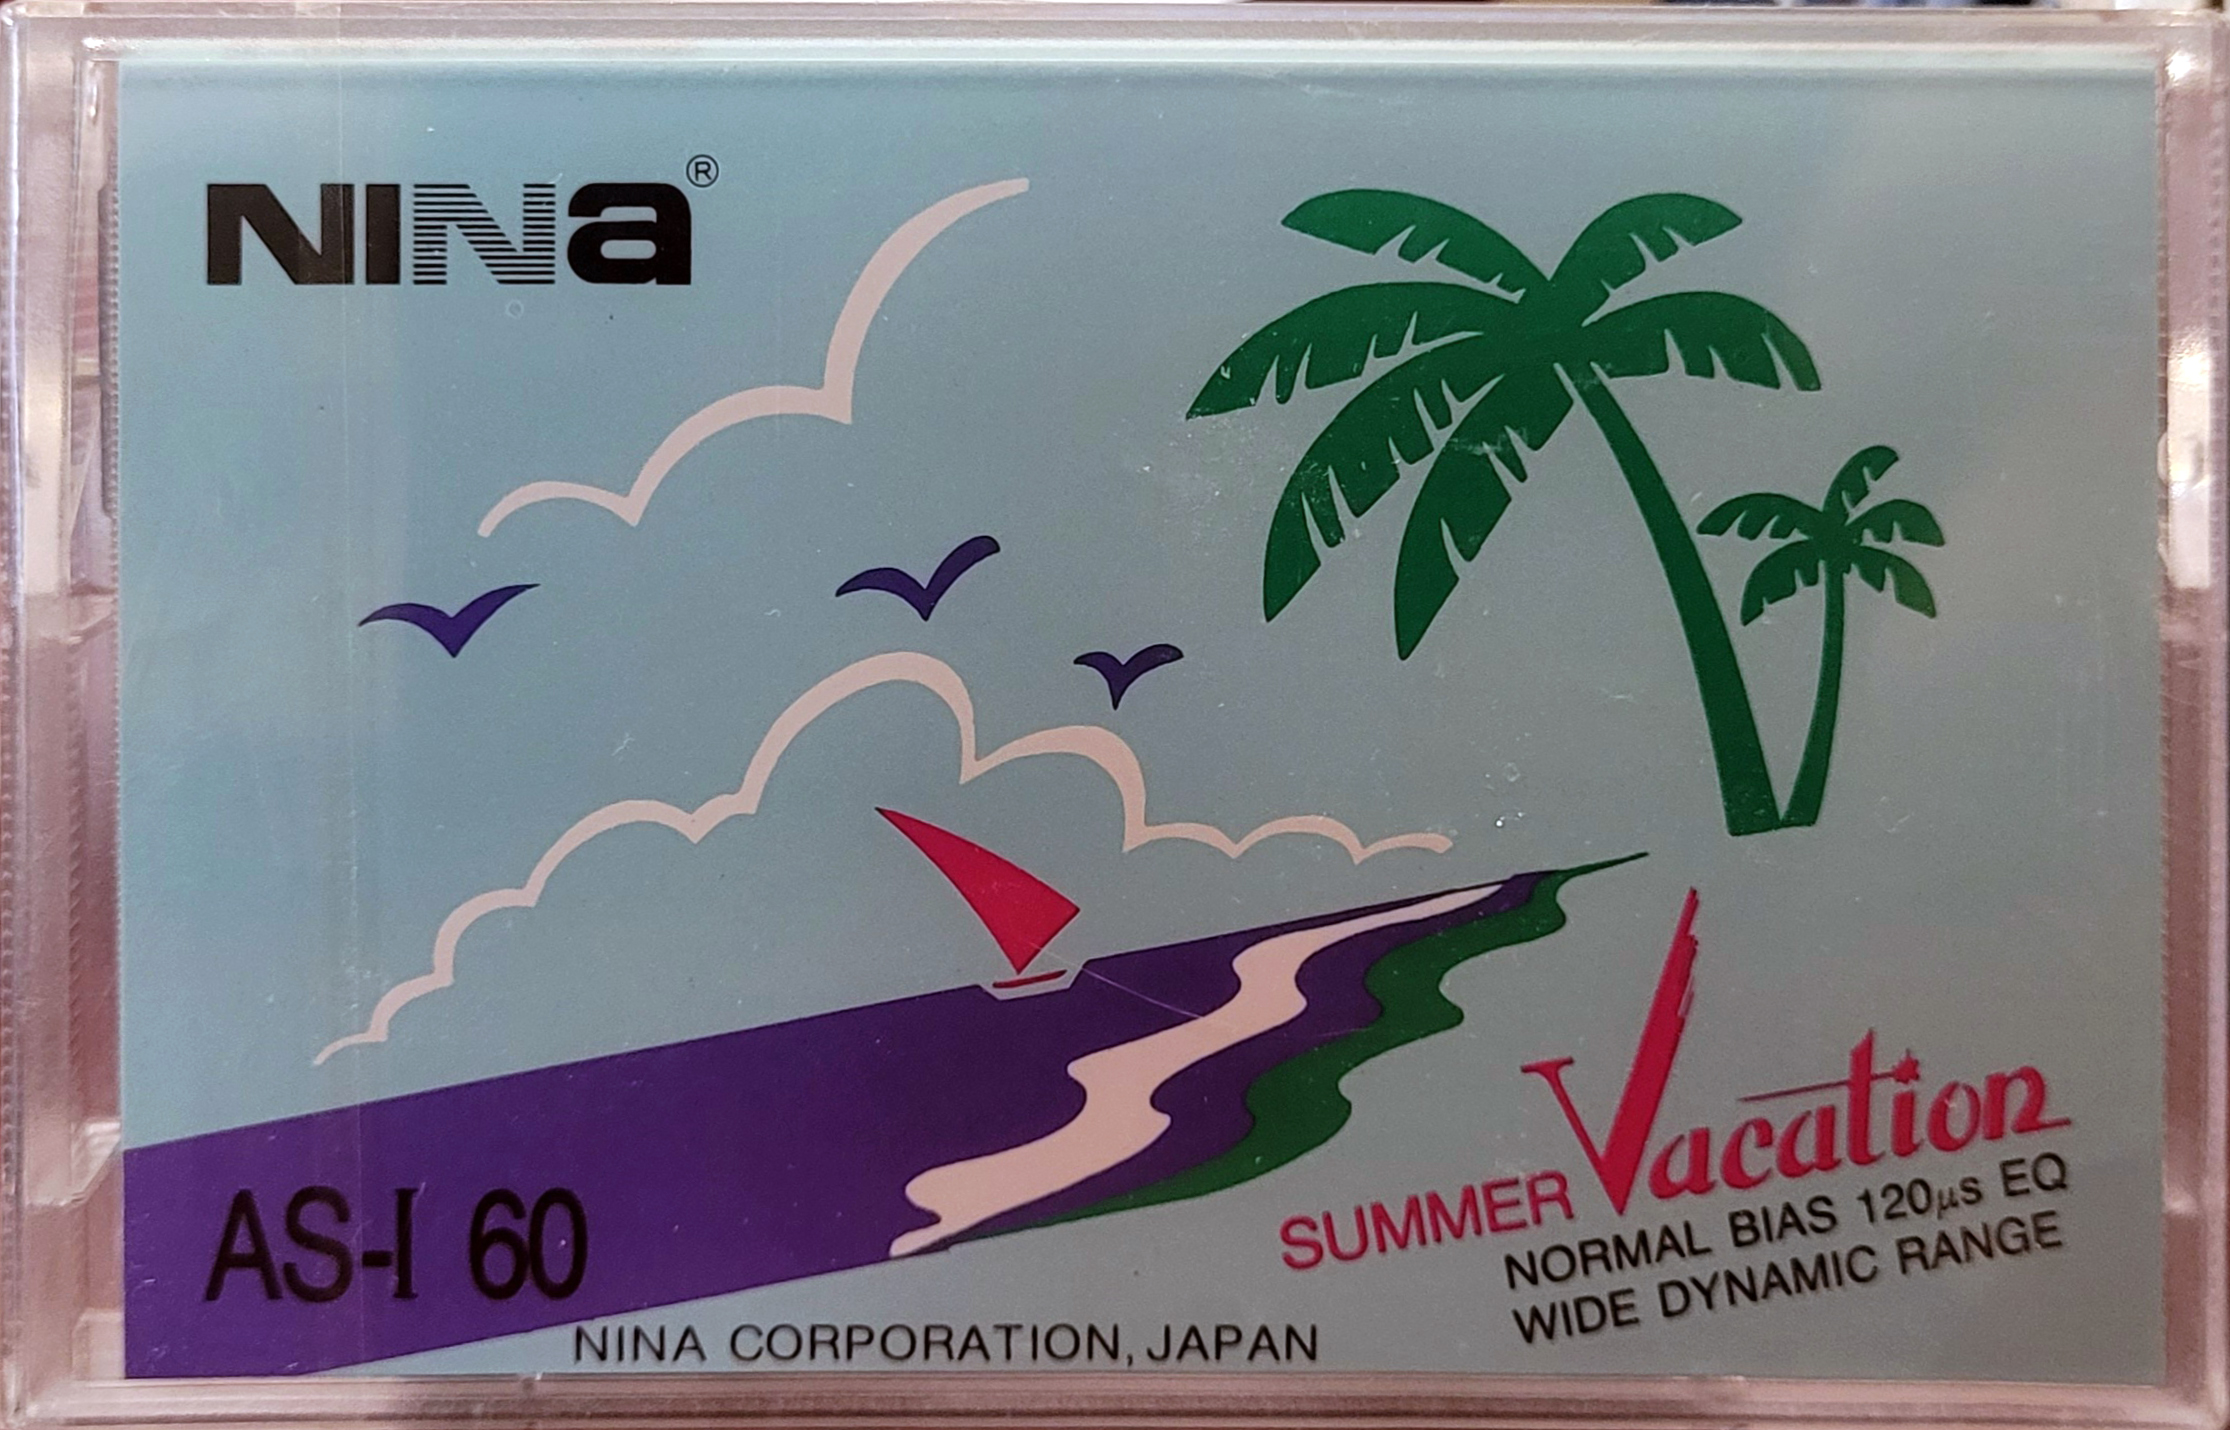 NINa®
SUMMER Vacation
NORMAL BIAS 120µs EQ
WIDE DYNAMIC RANGE
AS-I 60
NINA CORPORATION, JAPAN